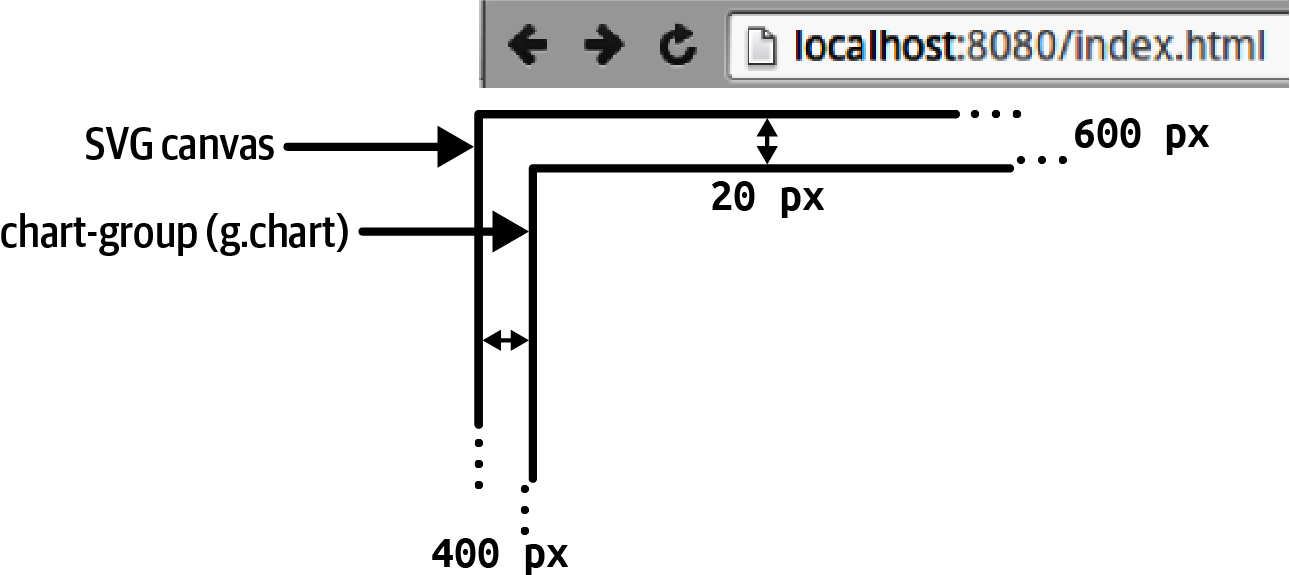 localhost:8080/index.html
SVG canvas
600 px
20 px
chart-group (g.chart)
400 px